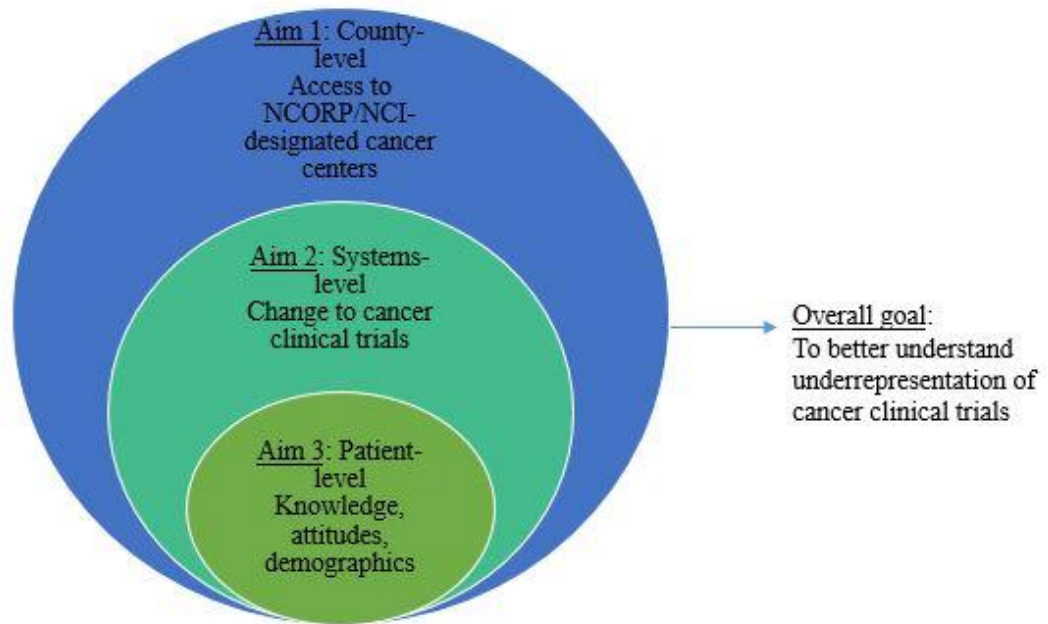 Aim 1: County-
level
Access to
NCORP/NCI-
designated cancer
centers
Aim 2: Systems-
level
Change to cancer
clinical trials
Aim 3: Patient-
level
Knowledge,
attitudes,
demographics
Overall goal:
To better understand
underrepresentation of
cancer clinical trials